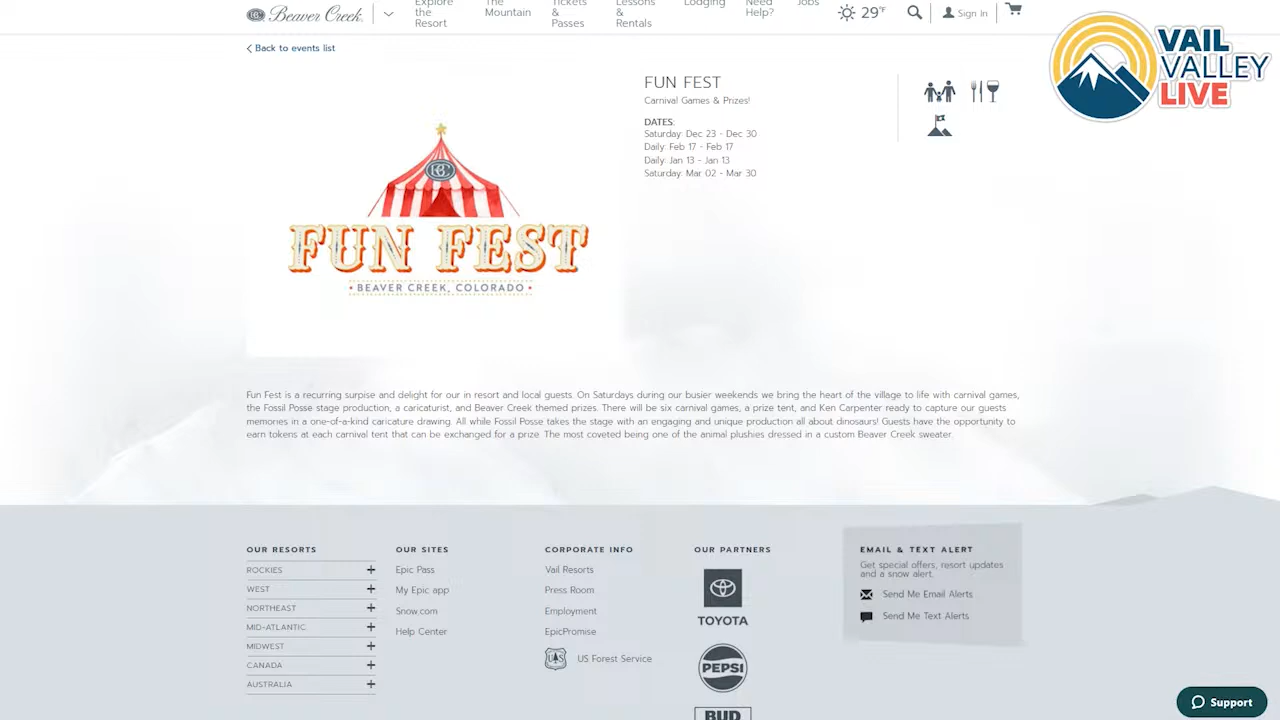 Beaver Creek.
Explore
the
Resort
The
Mountain
Tickets
&
Passes
Lessons
&
Rentals
Lodging
Need
Help?
Jobs
29°F
Sign In
VAIL
VALLEY
LIVE
Back to events list
FUN FEST
Carnival Games & Prizes!
DATES:
Saturday: Dec 23 - Dec 30
Daily: Feb 17 - Feb 17
Daily: Jan 13 - Jan 13
Saturday: Mar 02 - Mar 30
BC
FUN FEST
• BEAVER CREEK, COLORADO •
Fun Fest is a recurring surpise and delight for our in resort and local guests. On Saturdays during our busier weekends we bring the heart of the village to life with carnival games,
the Fossil Posse stage production, a caricaturist, and Beaver Creek themed prizes. There will be six carnival games, a prize tent, and Ken Carpenter ready to capture our guests
memories in a one-of-a-kind caricature drawing. All while Fossil Posse takes the stage with an engaging and unique production all about dinosaurs! Guests have the opportunity to
earn tokens at each carnival tent that can be exchanged for a prize. The most coveted being one of the animal plushies dressed in a custom Beaver Creek sweater.
OUR RESORTS
ROCKIES +
WEST +
NORTHEAST +
MID-ATLANTIC +
MIDWEST +
CANADA +
AUSTRALIA +
OUR SITES
Epic Pass
My Epic app
Snow.com
Help Center
CORPORATE INFO
Vail Resorts
Press Room
Employment
EpicPromise
US Forest Service
OUR PARTNERS
TOYOTA
PEPSI
BUD
EMAIL & TEXT ALERT
Get special offers, resort updates
and a snow alert.
Send Me Email Alerts
Send Me Text Alerts
Support